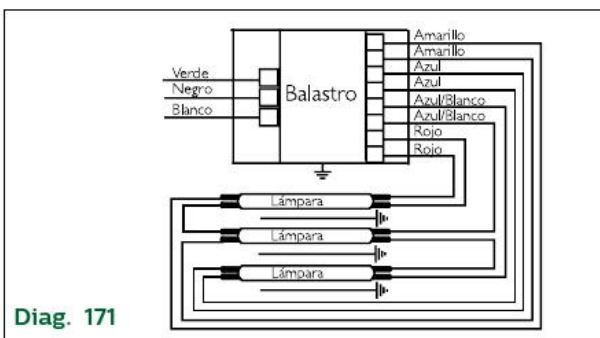 Amarillo
Amarillo
Azul
Azul
Azul/Blanco
Azul/Blanco
Rojo
Rojo
Verde
Negro
Blanco
Balastro
Lámpara
Lámpara
Lámpara
Diag. 171